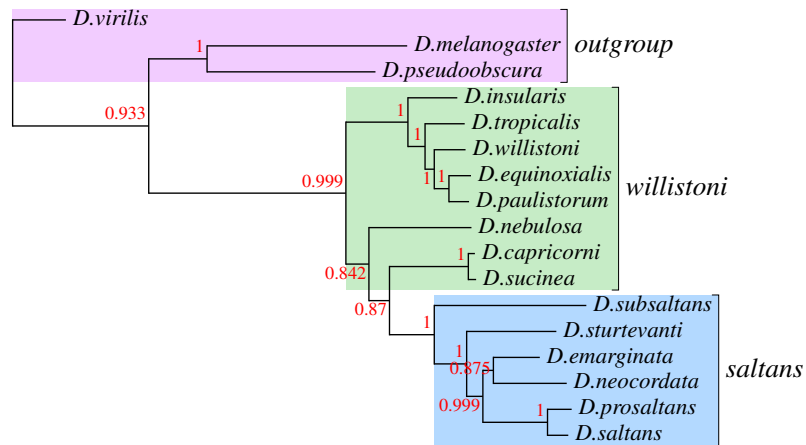 D.virilis
1
D.melanogaster
outgroup
D.pseudoobscura
0.933
D.insularis
1
D.tropicalis
1
D.willistoni
1
1
D.equinoxialis
willistoni
0.999
D.paulistorum
D.nebulosa
0.842
1
D.capricorni
D.sucinea
0.87
D.subsaltans
1
D.sturtevanti
1
D.emarginata
0.875
saltans
D.neocordata
0.999
1
D.prosaltans
D.saltans